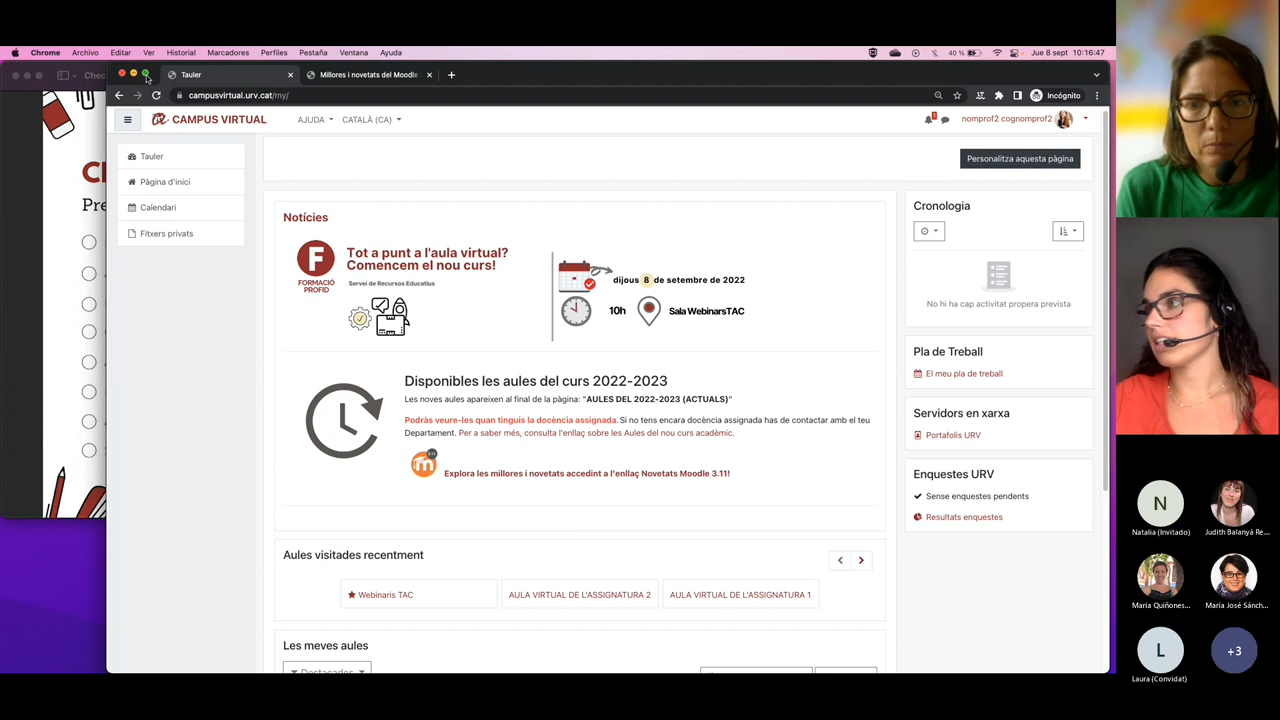 Chrome Arxiu Editar Ver Historial Marcadores Perfiles Pestaña Ventana Ayuda
40 % Jue 8 sept 10:16:47
Tauler
Millores i novetats del Moodle
campusvirtual.urv.cat/my/
Incógnito
CAMPUS VIRTUAL
AJUDA
CATALÀ (CA)
nomprof2 cognomprof2
Tauler
Pàgina d'inici
Calendari
Fitxers privats
Personalitza aquesta pàgina
Notícies
F
FORMACIÓ
PROFID
Tot a punt a l'aula virtual?
Comencem el nou curs!
Servei de Recursos Educatius
dijous 8 de setembre de 2022
10h
Sala WebinarsTAC
Disponibles les aules del curs 2022-2023
Les noves aules apareixen al final de la pàgina: "AULES DEL 2022-2023 (ACTUALS)"
Podràs veure-les quan tinguis la docència assignada. Si no tens encara docència assignada has de contactar amb el teu
Departament. Per a saber més, consulta l'enllaç sobre les Aules del nou curs acadèmic.
Explora les millores i novetats accedint a l'enllaç Novetats Moodle 3.11!
Aules visitades recentment
Webinaris TAC
AULA VIRTUAL DE L'ASSIGNATURA 2
AULA VIRTUAL DE L'ASSIGNATURA 1
Les meves aules
Destacades
Cronologia
No hi ha cap activitat propera prevista
Pla de Treball
El meu pla de treball
Servidors en xarxa
Portafolis URV
Enquestes URV
Sense enquestes pendents
Resultats enquestes
Chec
Pre
N
Natalia (Invitado)
Judith Balanyà Re...
Maria Quiñones...
María José Sánch...
L
Laura (Convidat)
+3